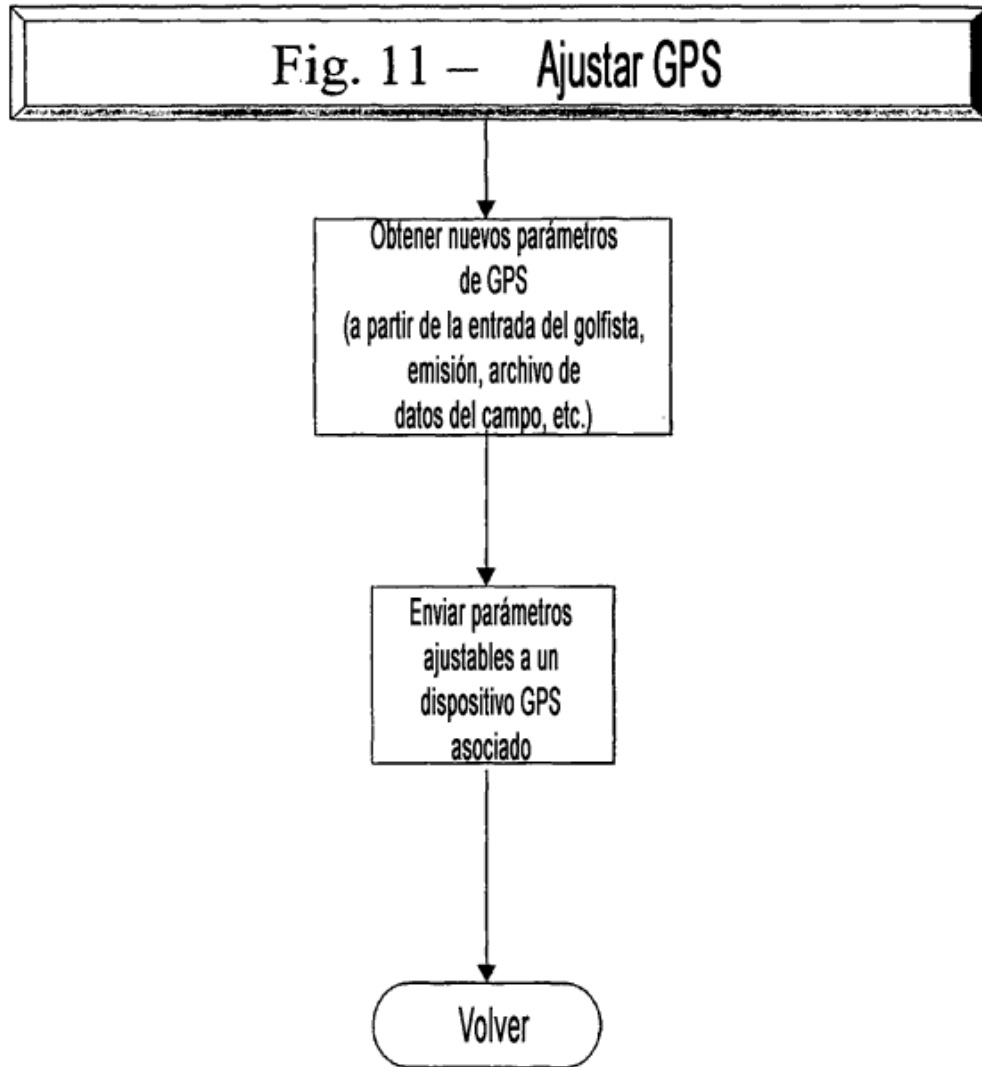 Fig. 11 – Ajustar GPS
Obtener nuevos parámetros
de GPS
(a partir de la entrada del golfista,
emisión, archivo de
datos del campo, etc.)
Enviar parámetros
ajustables a un
dispositivo GPS
asociado
Volver